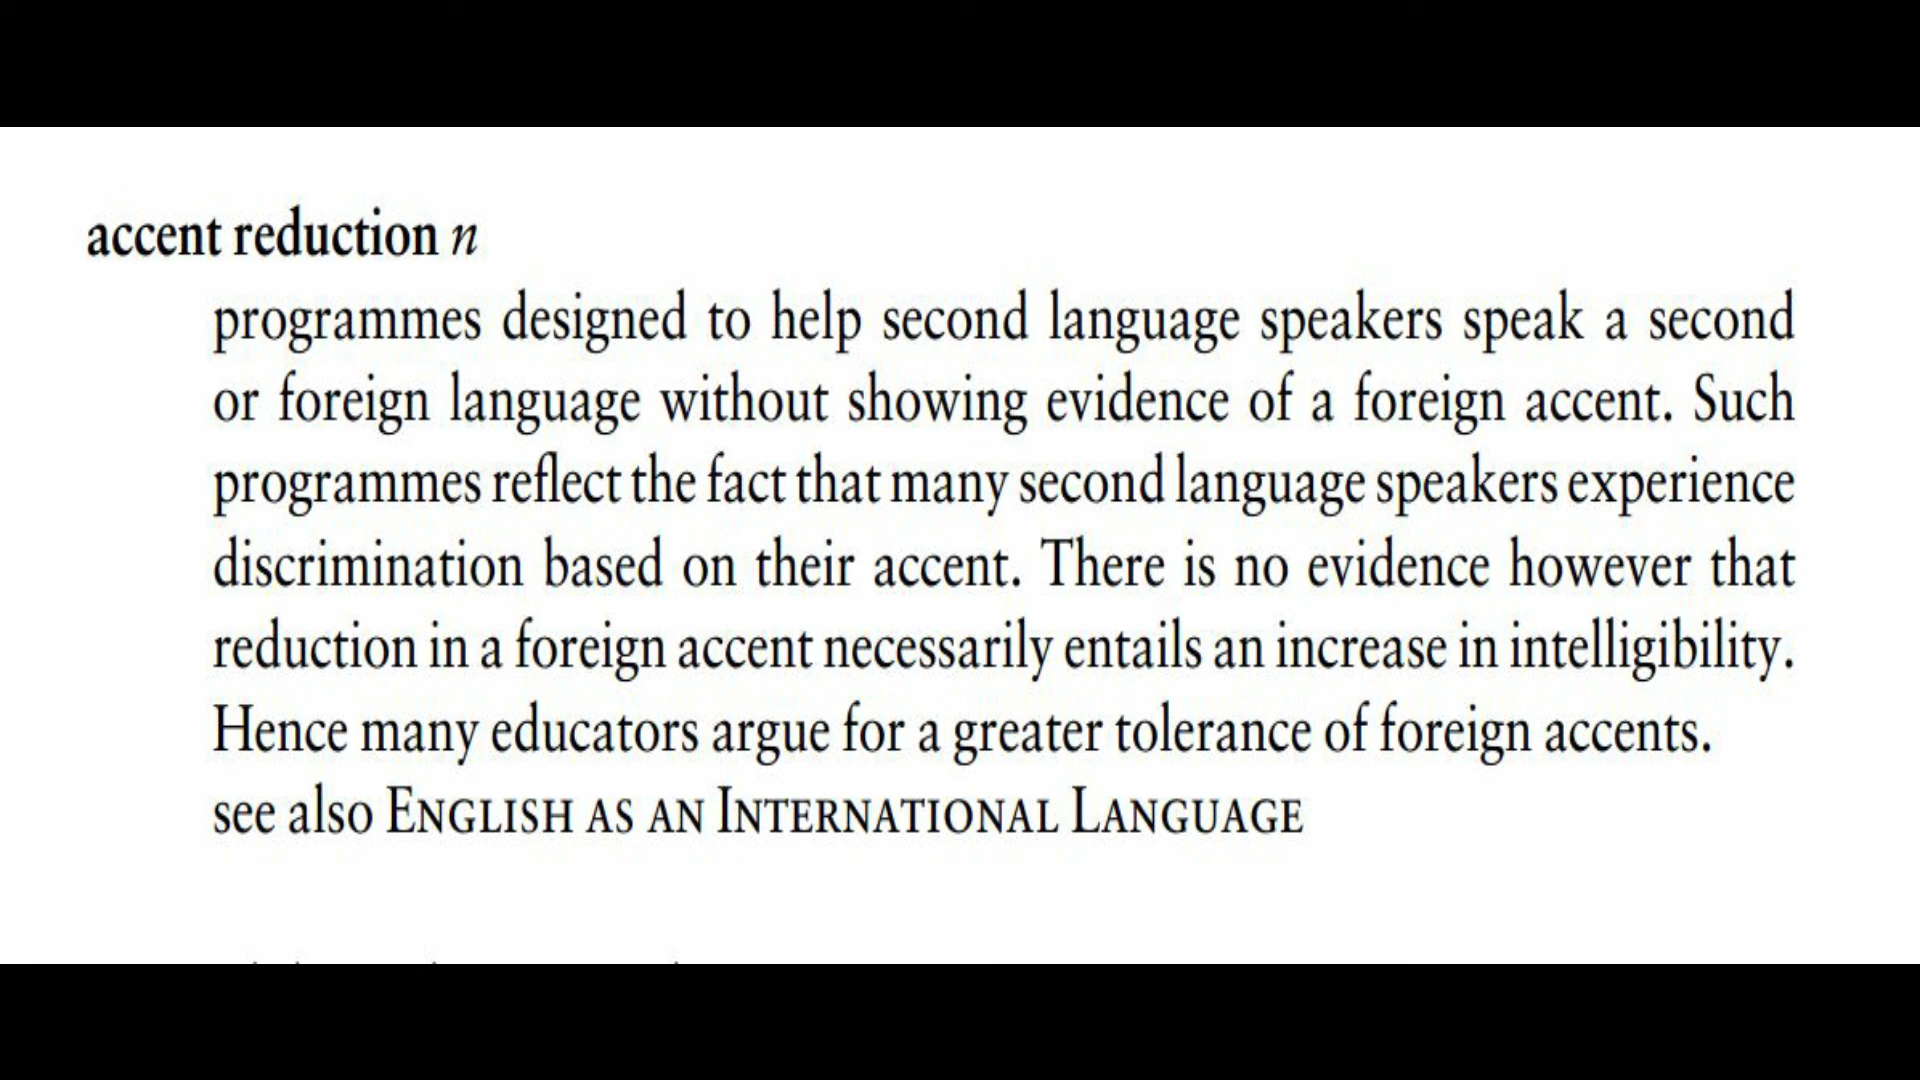 accent reduction n
programmes designed to help second language speakers speak a second
or foreign language without showing evidence of a foreign accent. Such
programmes reflect the fact that many second language speakers experience
discrimination based on their accent. There is no evidence however that
reduction in a foreign accent necessarily entails an increase in intelligibility.
Hence many educators argue for a greater tolerance of foreign accents.
see also ENGLISH AS AN INTERNATIONAL LANGUAGE